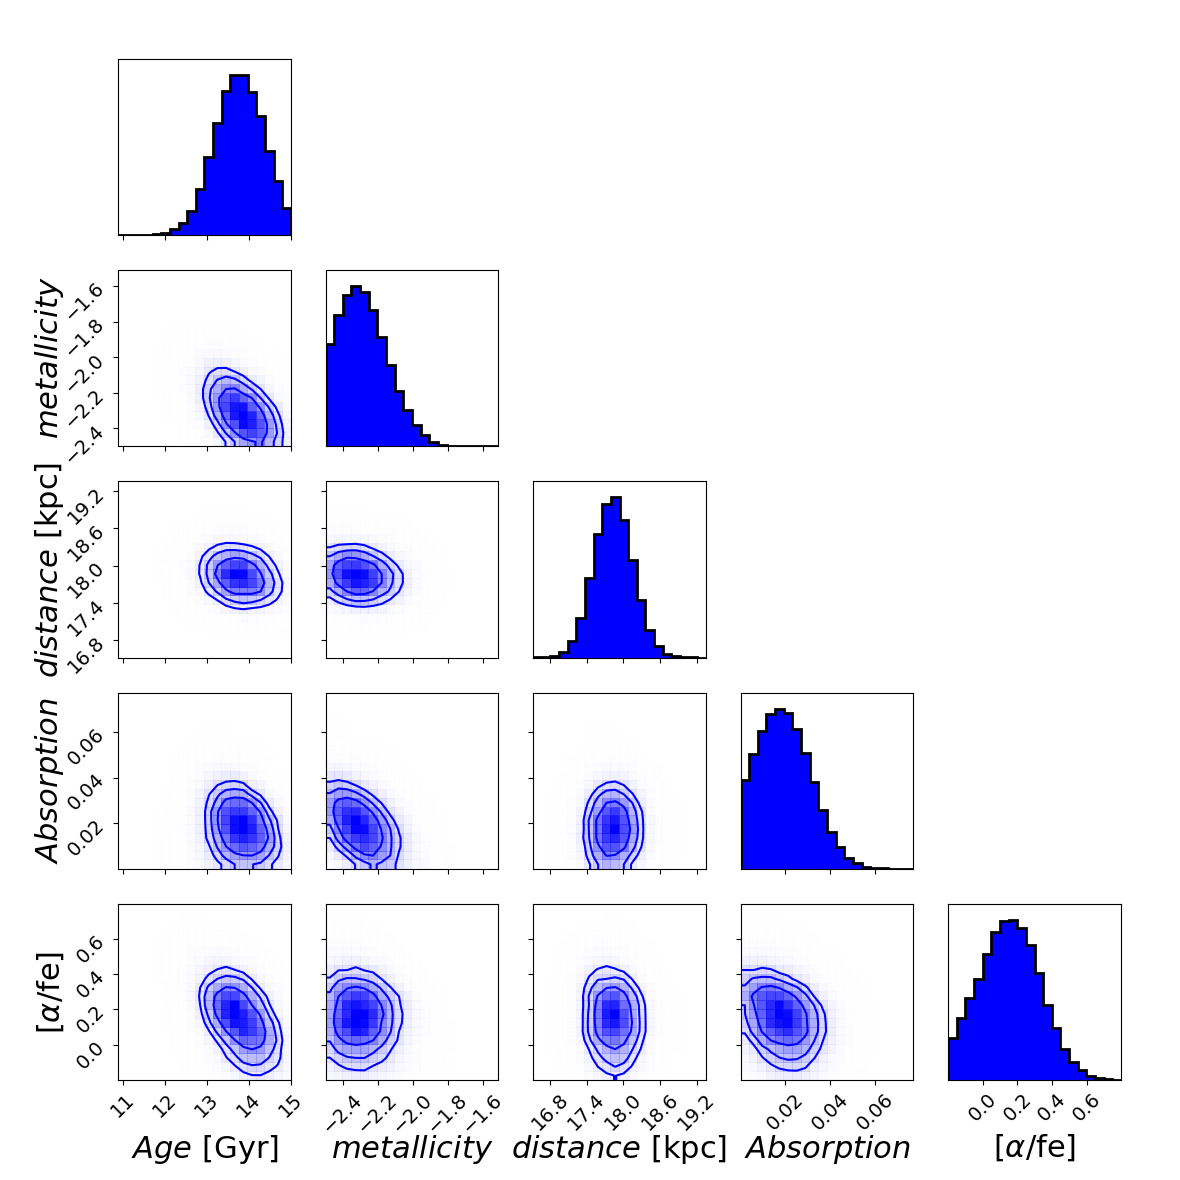 metallicity
−1.6
−1.8
−2.0
−2.2
−2.4
distance [kpc]
19.2
18.6
18.0
17.4
16.8
Absorption
0.06
0.04
0.02
[α/fe]
0.6
0.4
0.2
0.0
11 12 13 14 15
−2.4 −2.2 −2.0 −1.8 −1.6
16.8 17.4 18.0 18.6 19.2
0.02 0.04 0.06
0.0 0.2 0.4 0.6
Age [Gyr] metallicity distance [kpc] Absorption [α/fe]